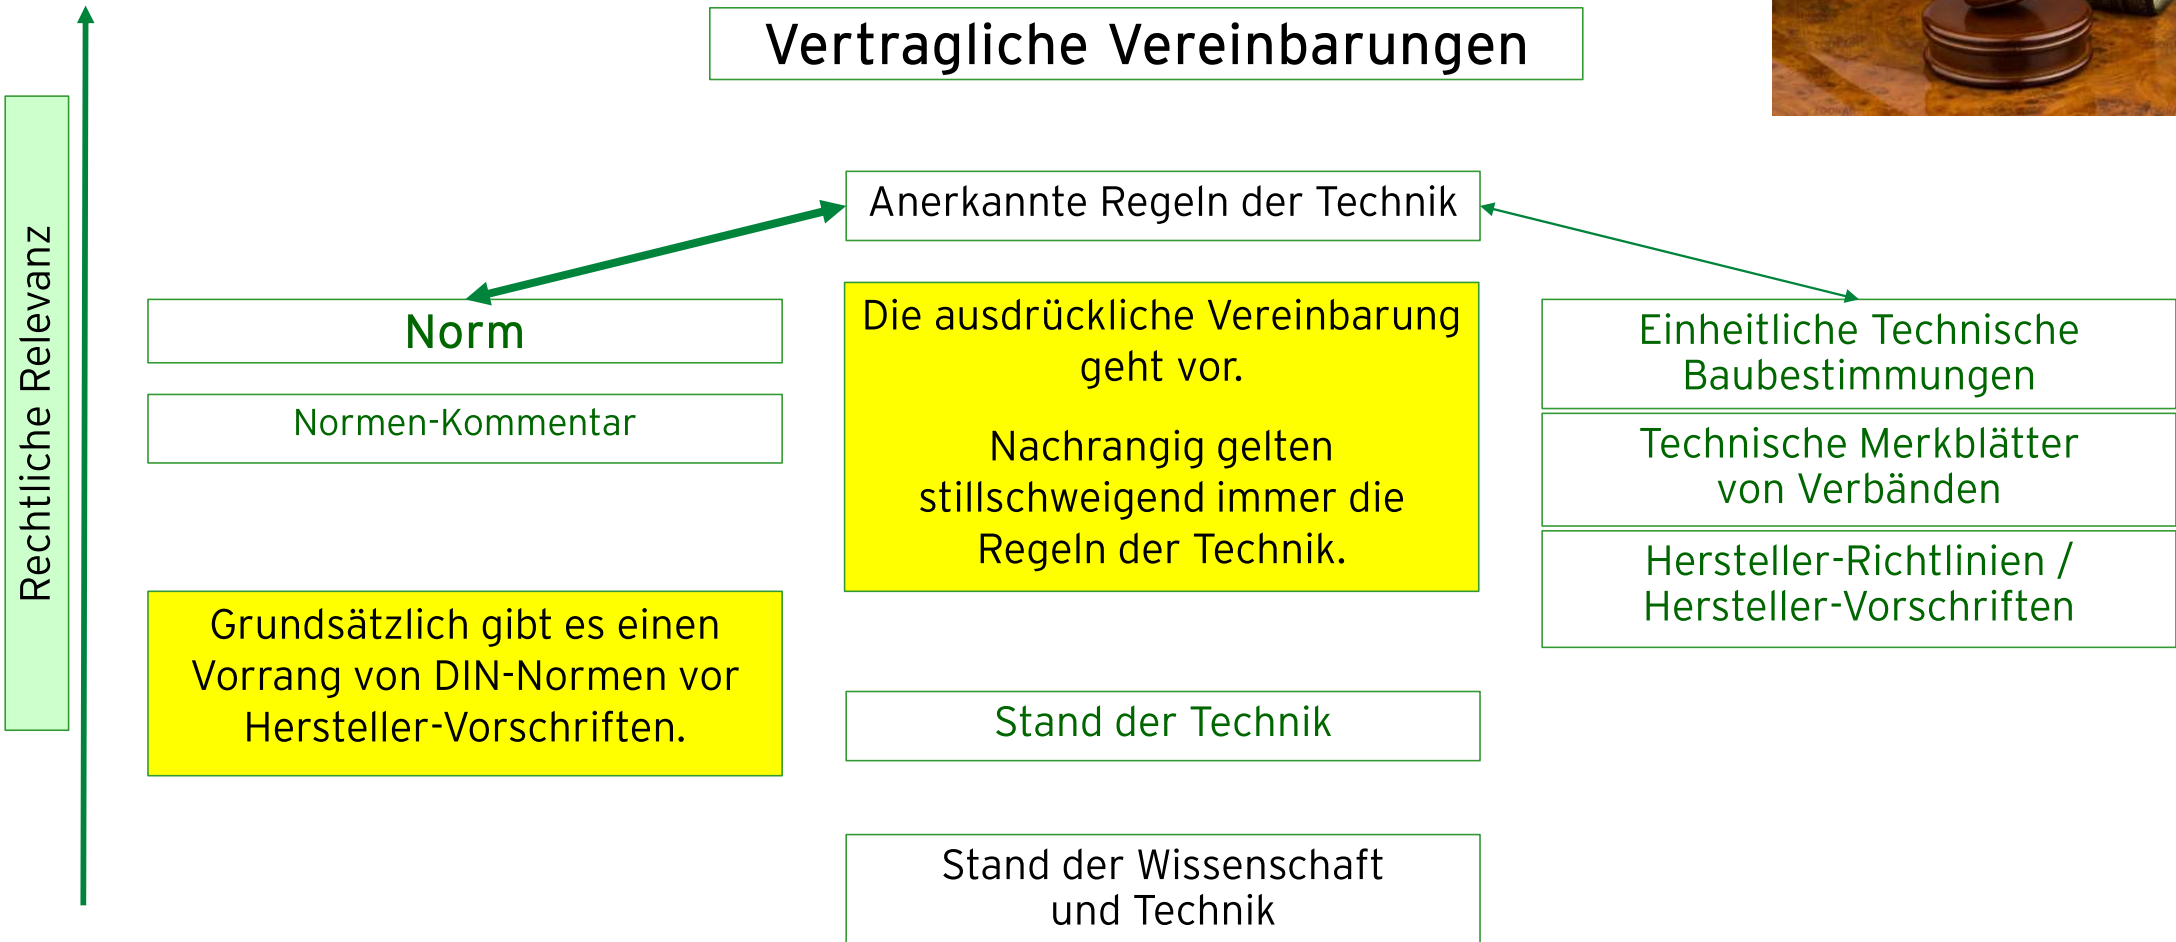 Vertragliche Vereinbarungen
Rechtliche Relevanz
Anerkannte Regeln der Technik
Norm
Normen-Kommentar
Grundsätzlich gibt es einen
Vorrang von DIN-Normen vor
Hersteller-Vorschriften.
Die ausdrückliche Vereinbarung
geht vor.
Nachrangig gelten
stillschweigend immer die
Regeln der Technik.
Einheitliche Technische
Baubestimmungen
Technische Merkblätter
von Verbänden
Hersteller-Richtlinien /
Hersteller-Vorschriften
Stand der Technik
Stand der Wissenschaft
und Technik